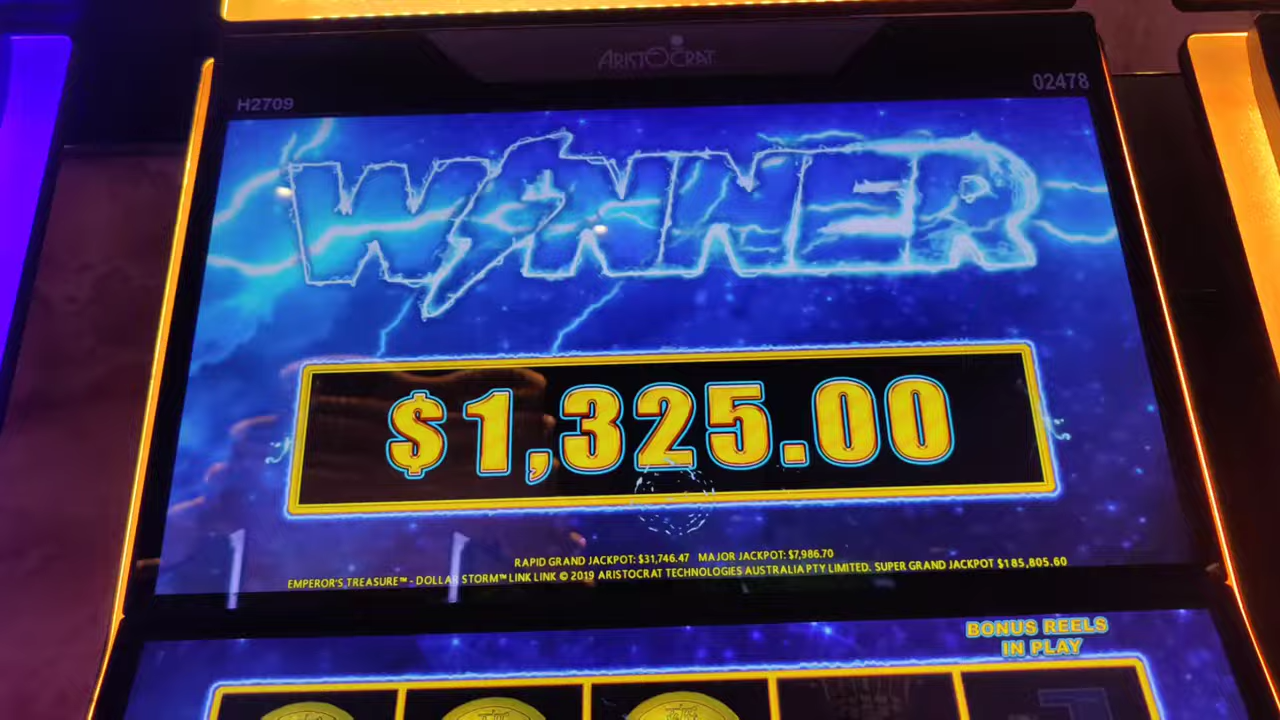 ARISTOCRAT
H2709
02478
WINNER
$1,325.00
RAPID GRAND JACKPOT: $31,746.47 MAJOR JACKPOT: $7,986.70
EMPEROR'S TREASURE™ - DOLLAR STORM™ LINK LINK © 2019 ARISTOCRAT TECHNOLOGIES AUSTRALIA PTY LIMITED. SUPER GRAND JACKPOT $185,805.60
BONUS REELS
IN PLAY